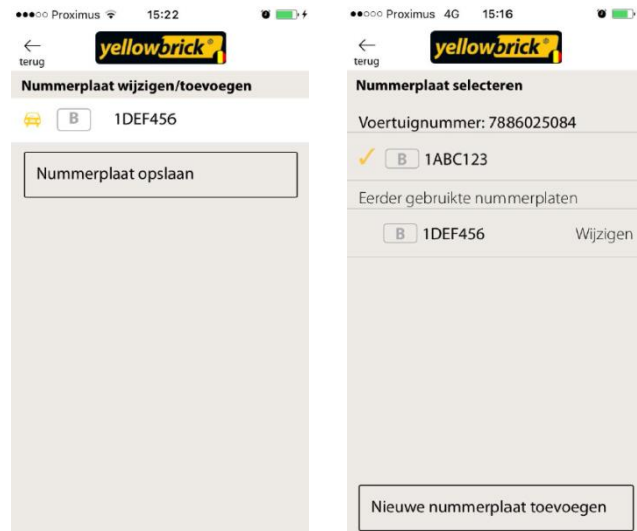 Proximus 15:22
terug
yellowbrick
Nummerplaat wijzigen/toevoegen
B 1DEF456
Nummerplaat opslaan
Proximus 4G 15:16
terug
yellowbrick
Nummerplaat selecteren
Voertuignummer: 7886025084
B 1ABC123
Eerder gebruikte nummerplaten
B 1DEF456 Wijzigen
Nieuwe nummerplaat toevoegen